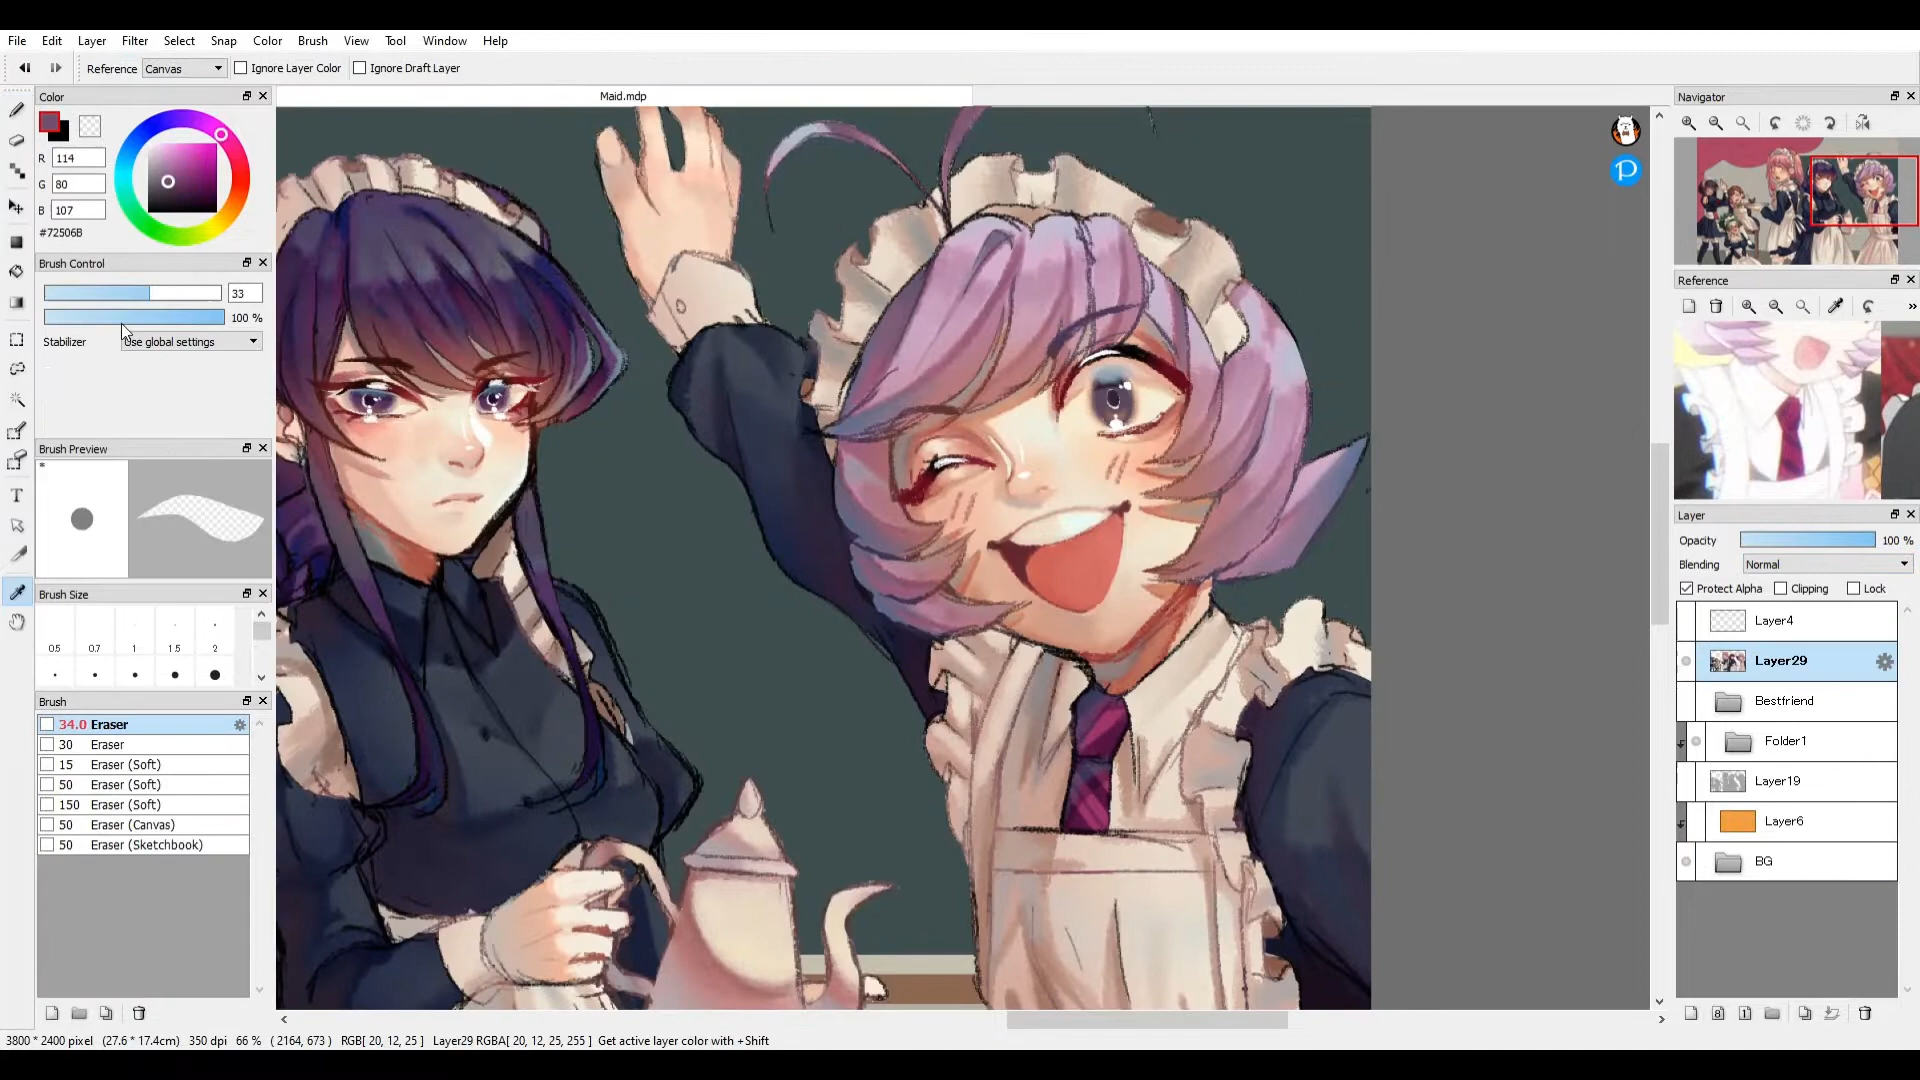 File Edit Layer Filter Select Snap Color Brush View Tool Window Help
Reference Canvas Ignore Layer Color Ignore Draft Layer
Color
Maid.mdp
R 114
G 80
B 107
#72506B
Brush Control
33
100 %
Stabilizer Use global settings
Brush Preview
*
Brush Size
0.5 0.7 1 1.5 2
Brush
34.0 Eraser
30 Eraser
15 Eraser (Soft)
50 Eraser (Soft)
150 Eraser (Soft)
50 Eraser (Canvas)
50 Eraser (Sketchbook)
T
P
Navigator
Reference
Layer
Opacity 100 %
Blending Normal
Protect Alpha Clipping Lock
Layer4
Layer29
Bestfriend
Folder1
Layer19
Layer6
BG
8 1
3800 * 2400 pixel (27.6 * 17.4cm) 350 dpi 66 % ( 2164, 673 ) RGB[ 20, 12, 25 ] Layer29 RGBA[ 20, 12, 25, 255 ] Get active layer color with +Shift